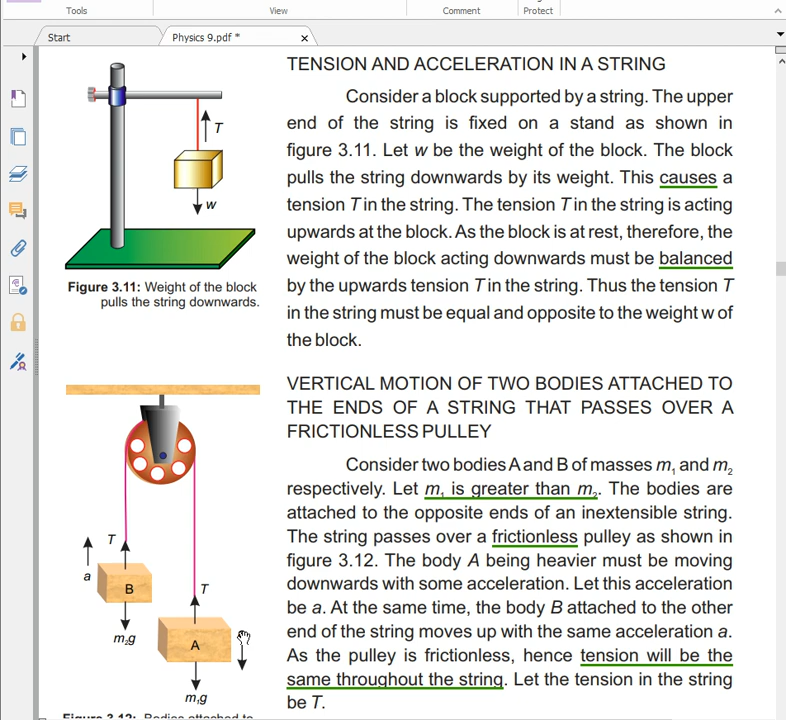 Tools
View
Comment
Protect
Start
Physics 9.pdf *
TENSION AND ACCELERATION IN A STRING
Consider a block supported by a string. The upper
end of the string is fixed on a stand as shown in
figure 3.11. Let w be the weight of the block. The block
pulls the string downwards by its weight. This causes a
tension T in the string. The tension T in the string is acting
upwards at the block. As the block is at rest, therefore, the
weight of the block acting downwards must be balanced
by the upwards tension T in the string. Thus the tension T
in the string must be equal and opposite to the weight w of
the block.
T
w
Figure 3.11: Weight of the block
pulls the string downwards.
VERTICAL MOTION OF TWO BODIES ATTACHED TO
THE ENDS OF A STRING THAT PASSES OVER A
FRICTIONLESS PULLEY
Consider two bodies A and B of masses m₁ and m₂
respectively. Let m₁ is greater than m₂. The bodies are
attached to the opposite ends of an inextensible string.
The string passes over a frictionless pulley as shown in
figure 3.12. The body A being heavier must be moving
downwards with some acceleration. Let this acceleration
be a. At the same time, the body B attached to the other
end of the string moves up with the same acceleration a.
As the pulley is frictionless, hence tension will be the
same throughout the string. Let the tension in the string
be T.
T
a
B
m₂g
T
A
m₁g
Figure 3.12: Bodies attached to